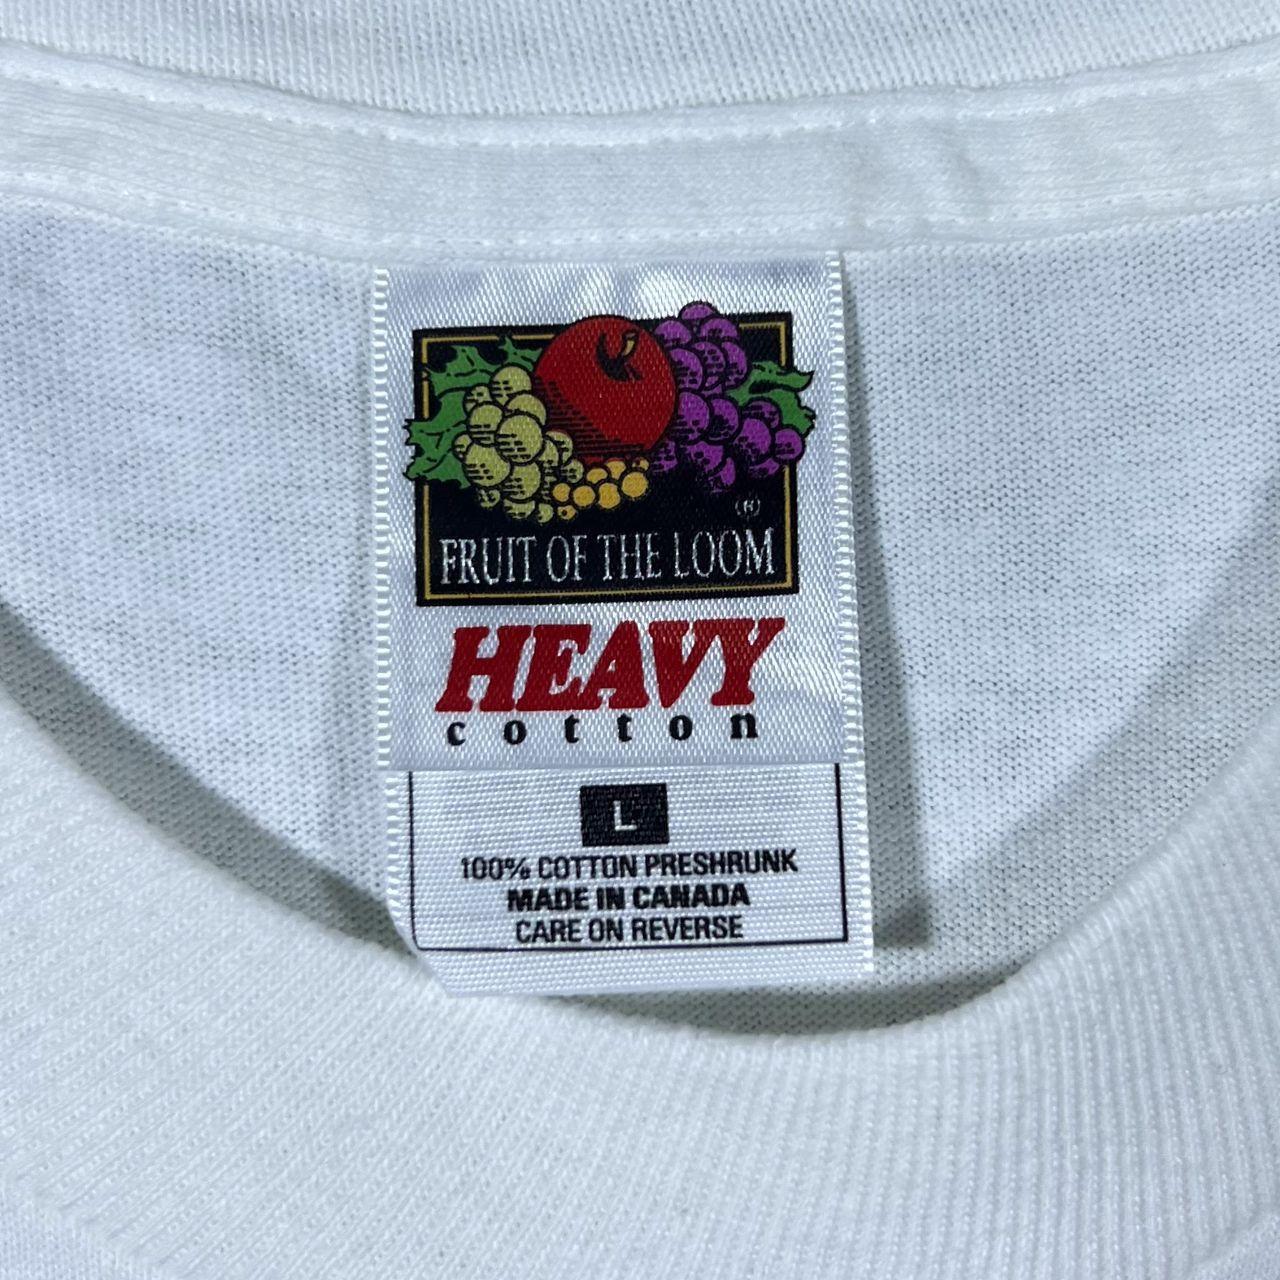 ®
FRUIT OF THE LOOM
HEAVY
cotton
L
100% COTTON PRESHRUNK
MADE IN CANADA
CARE ON REVERSE